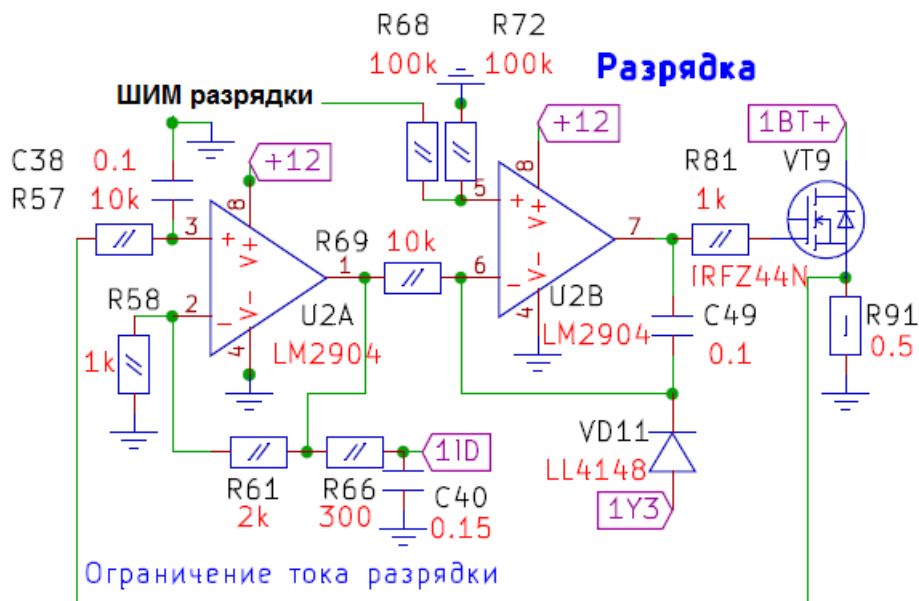 R68 R72
100k 100k
Разрядка
ШИМ разрядки
+12
1BT+
C38 0.1
R57 10k
+12
R81
1k
VT9
8
5
+
V+
3
+
8
V+
R69
10k
1
7
IRFZ44N
6
R58
2
V-
U2A
LM2904
4
V-
U2B
LM2904
4
C49
0.1
R91
0.5
1k
1ID
VD11
LL4148
R61
2k
R66
300
C40
0.15
1Y3
Ограничение тока разрядки